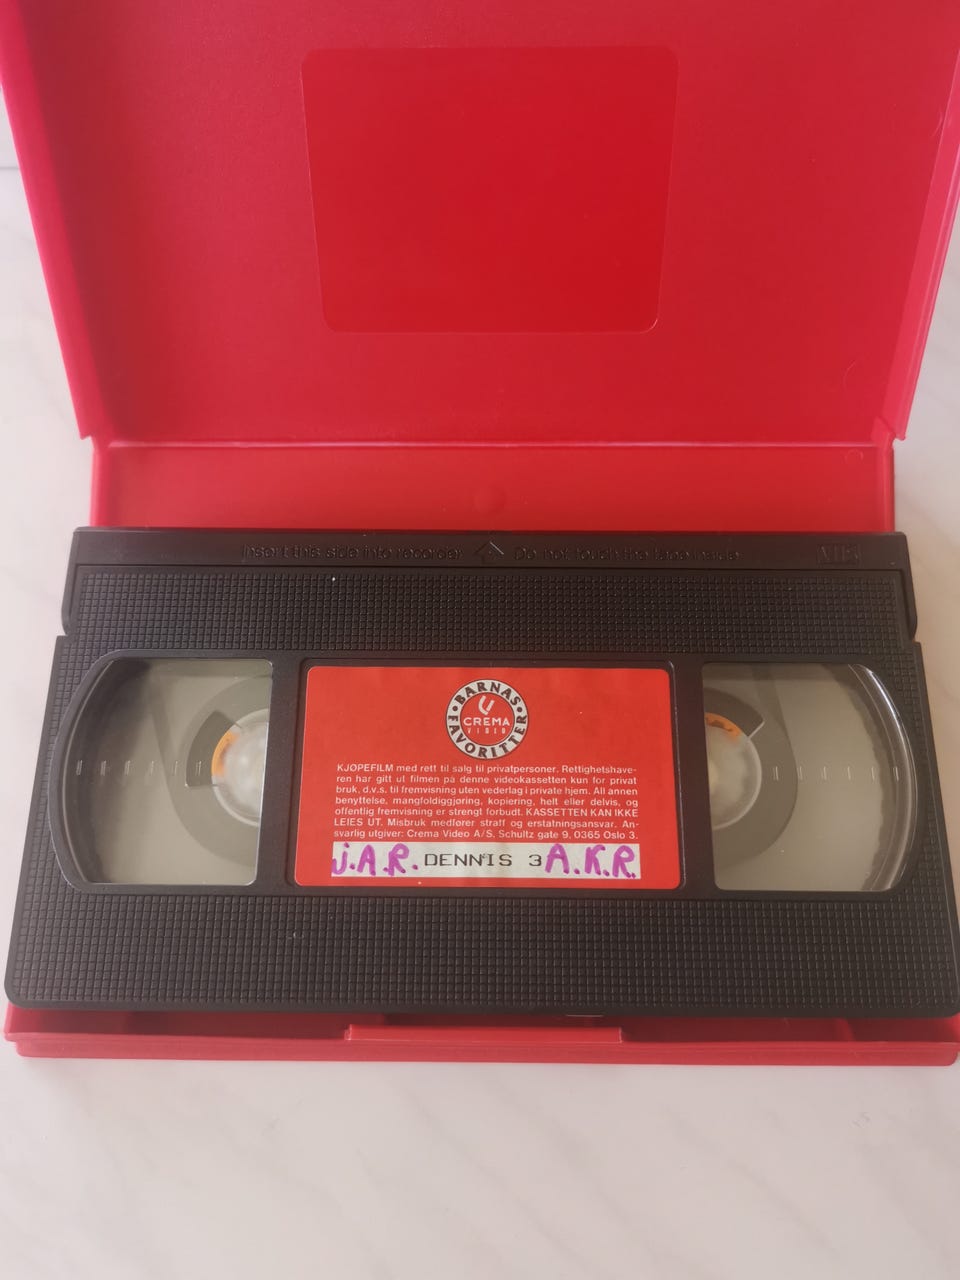 Insert this side into recorder Do not touch the tape inside VHS
BARNAS
CREMA
VIDEO
FAVORITTER
KJØPEFILM med rett til salg til privatpersoner. Rettighetshave-
ren har gitt ut filmen på denne videokassetten kun for privat
bruk, d.v.s. til fremvisning uten vederlag i private hjem. All annen
benyttelse, mangfoldiggjøring, kopiering, helt eller delvis, og
offentlig fremvisning er strengt forbudt. KASSETTEN KAN IKKE
LEIES UT. Misbruk medfører straff og erstatningsansvar. An-
svarlig utgiver: Crema Video A/S, Schultz gate 9, 0365 Oslo 3.
J.A.R. DENNIS 3 A.K.R.